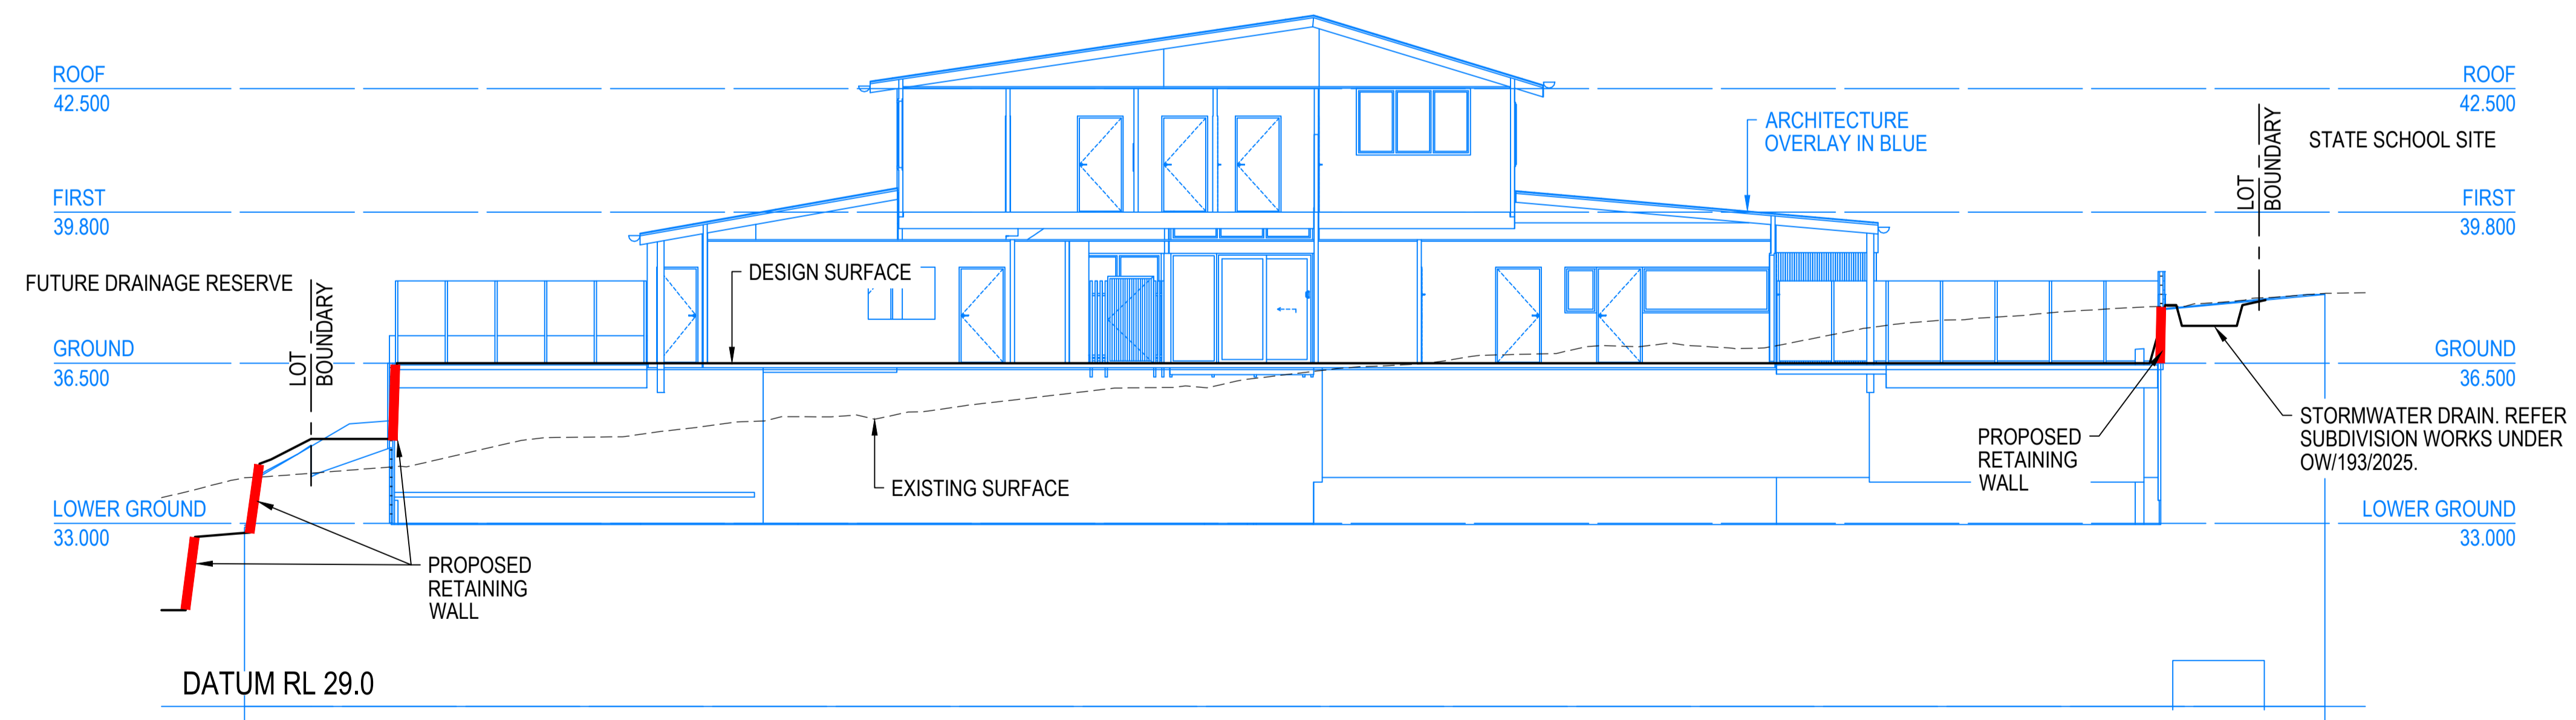 ROOF
42.500
ROOF
42.500
ARCHITECTURE
OVERLAY IN BLUE
LOT
BOUNDARY
STATE SCHOOL SITE
FIRST
39.800
FIRST
39.800
FUTURE DRAINAGE RESERVE
LOT
BOUNDARY
DESIGN SURFACE
GROUND
36.500
GROUND
36.500
STORMWATER DRAIN. REFER
SUBDIVISION WORKS UNDER
OW/193/2025.
PROPOSED
RETAINING
WALL
EXISTING SURFACE
LOWER GROUND
33.000
LOWER GROUND
33.000
PROPOSED
RETAINING
WALL
DATUM RL 29.0